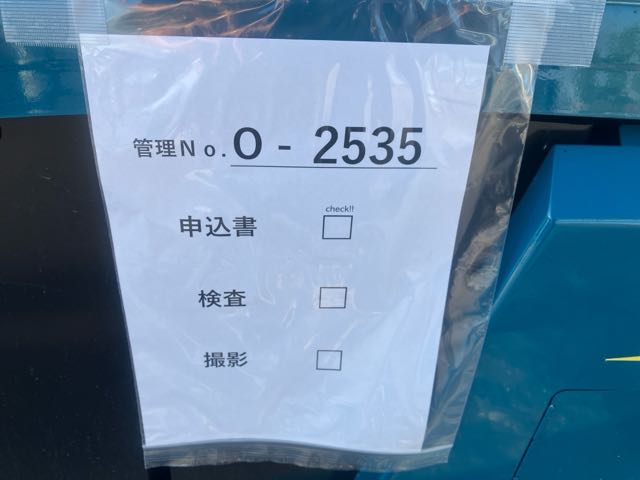 管理No. O - 2535
check!!
申込書 □
検査 □
撮影 □